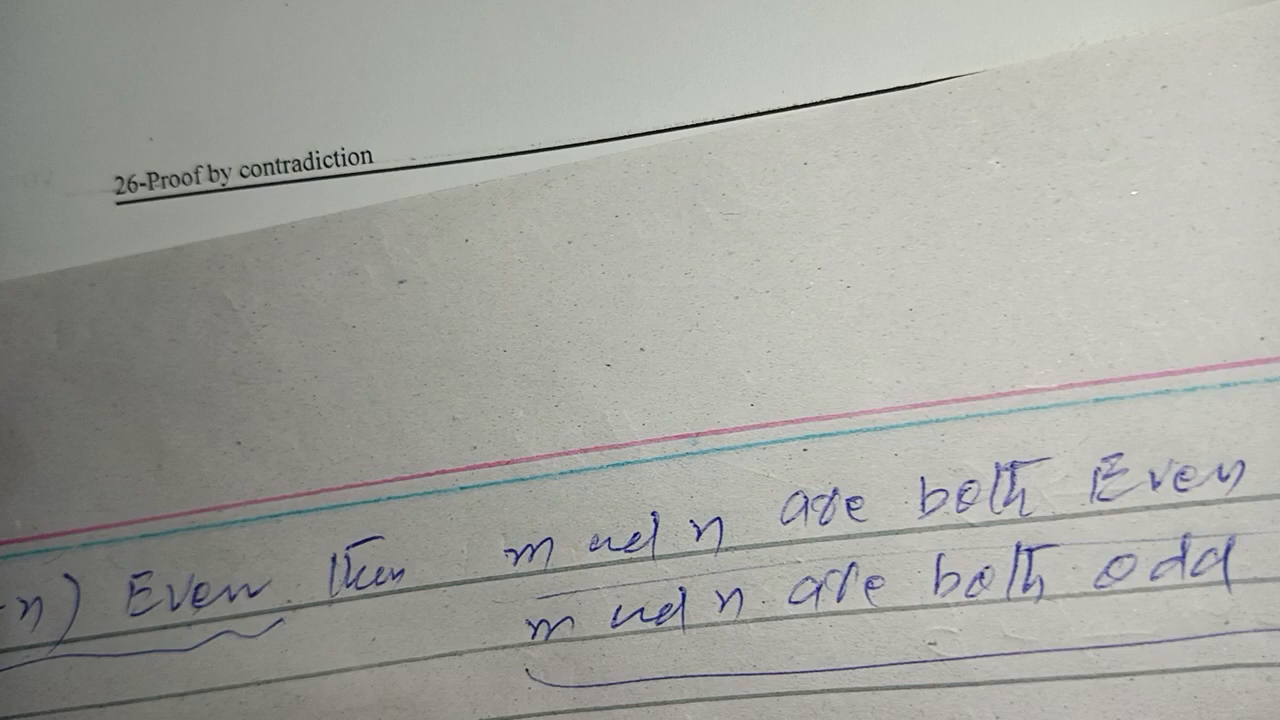 26-Proof by contradiction
m and n are both Even
n) Even then
m and n are both odd